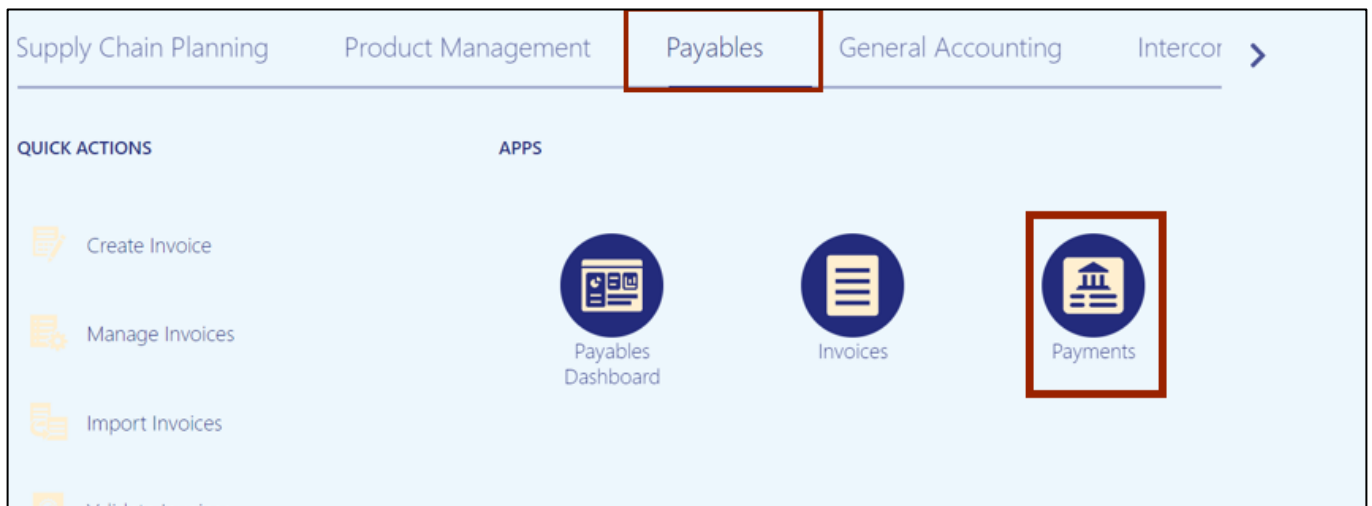 Supply Chain Planning Product Management Payables General Accounting Intercor
QUICK ACTIONS
APPS
Create Invoice
Manage Invoices
Import Invoices
Payables
Dashboard
Invoices
Payments